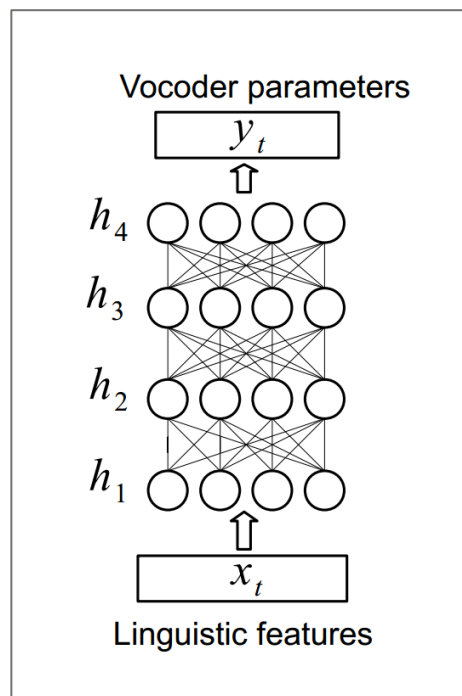 Vocoder parameters
y_t
h_4
h_3
h_2
h_1
x_t
Linguistic features